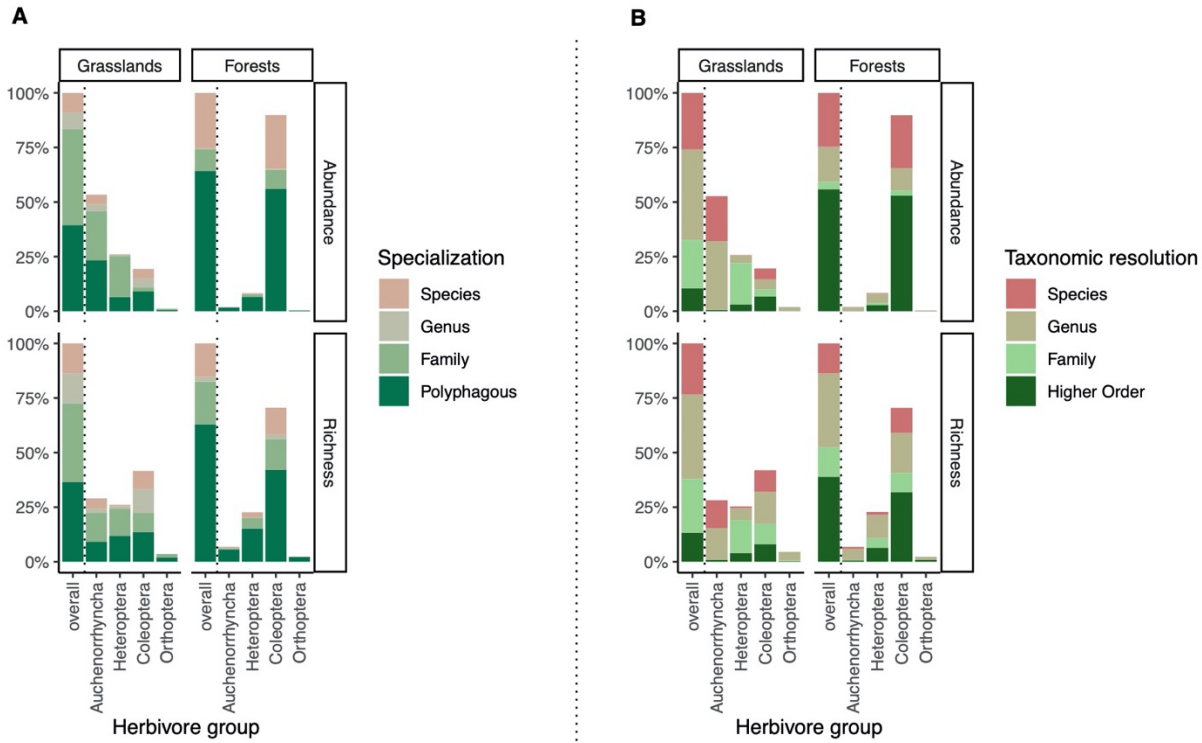 A
Grasslands
Forests
100%
75%
50%
25%
0%
Abundance
100%
75%
50%
25%
0%
Richness
overall
Auchenorrhyncha
Heteroptera
Coleoptera
Orthoptera
overall
Auchenorrhyncha
Heteroptera
Coleoptera
Orthoptera
Herbivore group
Specialization
Species
Genus
Family
Polyphagous
B
Grasslands
Forests
100%
75%
50%
25%
0%
Abundance
100%
75%
50%
25%
0%
Richness
overall
Auchenorrhyncha
Heteroptera
Coleoptera
Orthoptera
overall
Auchenorrhyncha
Heteroptera
Coleoptera
Orthoptera
Herbivore group
Taxonomic resolution
Species
Genus
Family
Higher Order